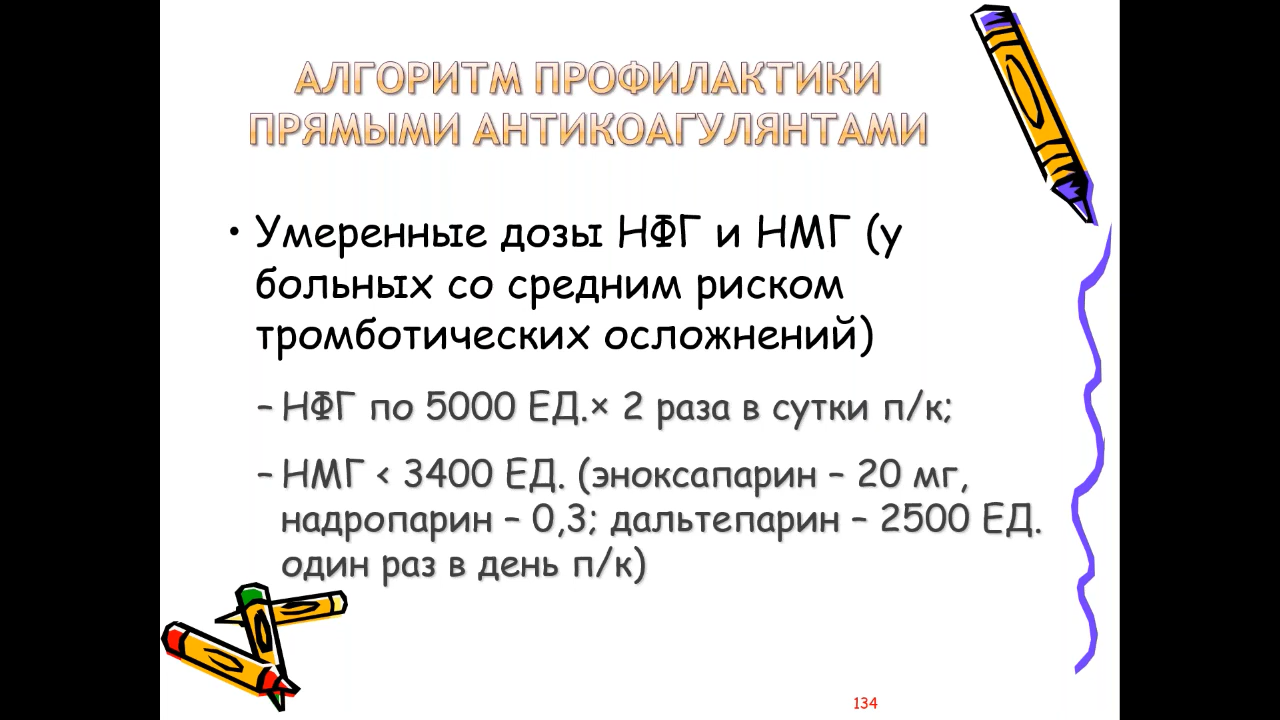 АЛГОРИТМ ПРОФИЛАКТИКИ
ПРЯМЫМИ АНТИКОАГУЛЯНТАМИ
• Умеренные дозы НФГ и НМГ (у
больных со средним риском
тромботических осложнений)
– НФГ по 5000 ЕД.× 2 раза в сутки п/к;
– НМГ < 3400 ЕД. (эноксапарин – 20 мг,
надропарин – 0,3; дальтепарин – 2500 ЕД.
один раз в день п/к)
134